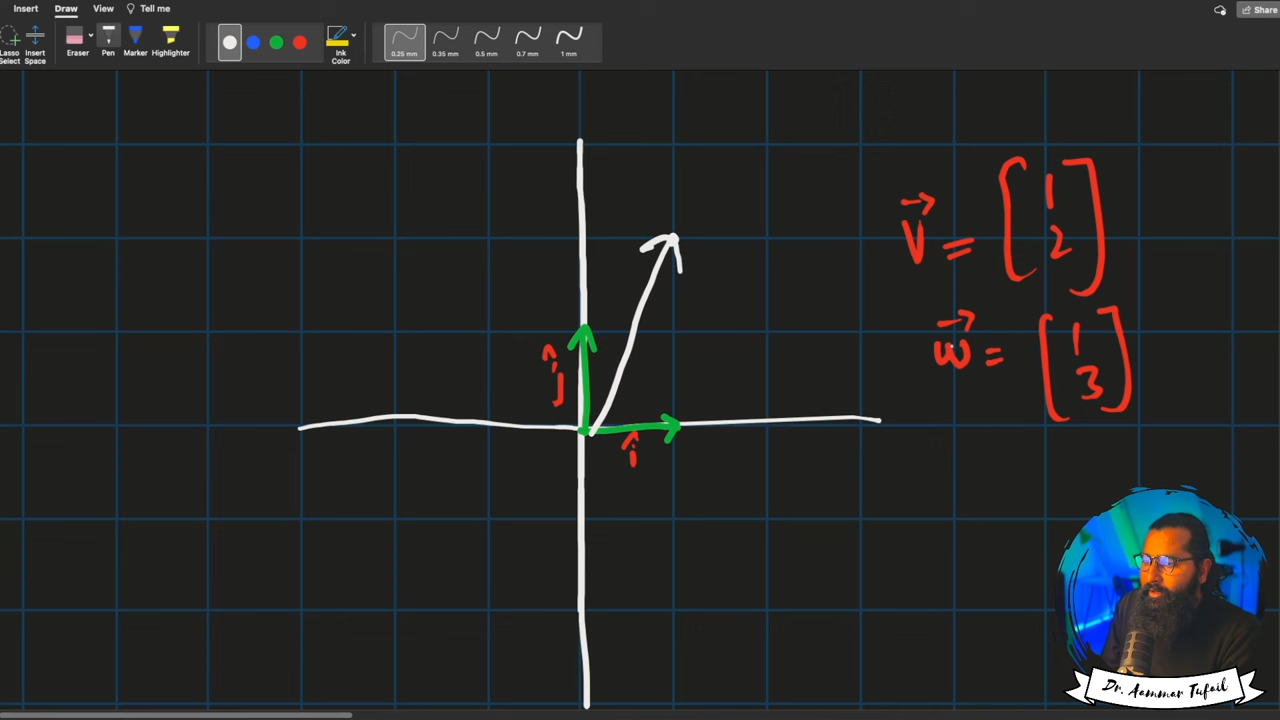 Insert Draw View Tell me Share
Lasso Select
Insert Space
Eraser
Pen
Marker
Highlighter
Ink Color
0.25 mm
0.35 mm
0.5 mm
0.7 mm
1 mm
v⃗ = [1 2]
w⃗ = [1 3]
ĵ
î
Dr. Aammar Tufail